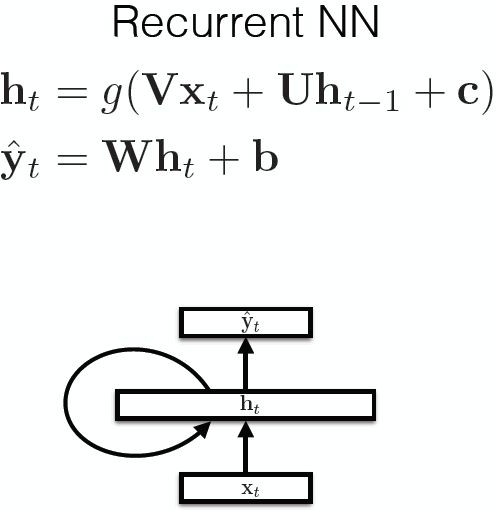 Recurrent NN
h_t = g(Vx_t + Uh_{t−1} + c)
ŷ_t = Wh_t + b
ŷ_t
h_t
x_t